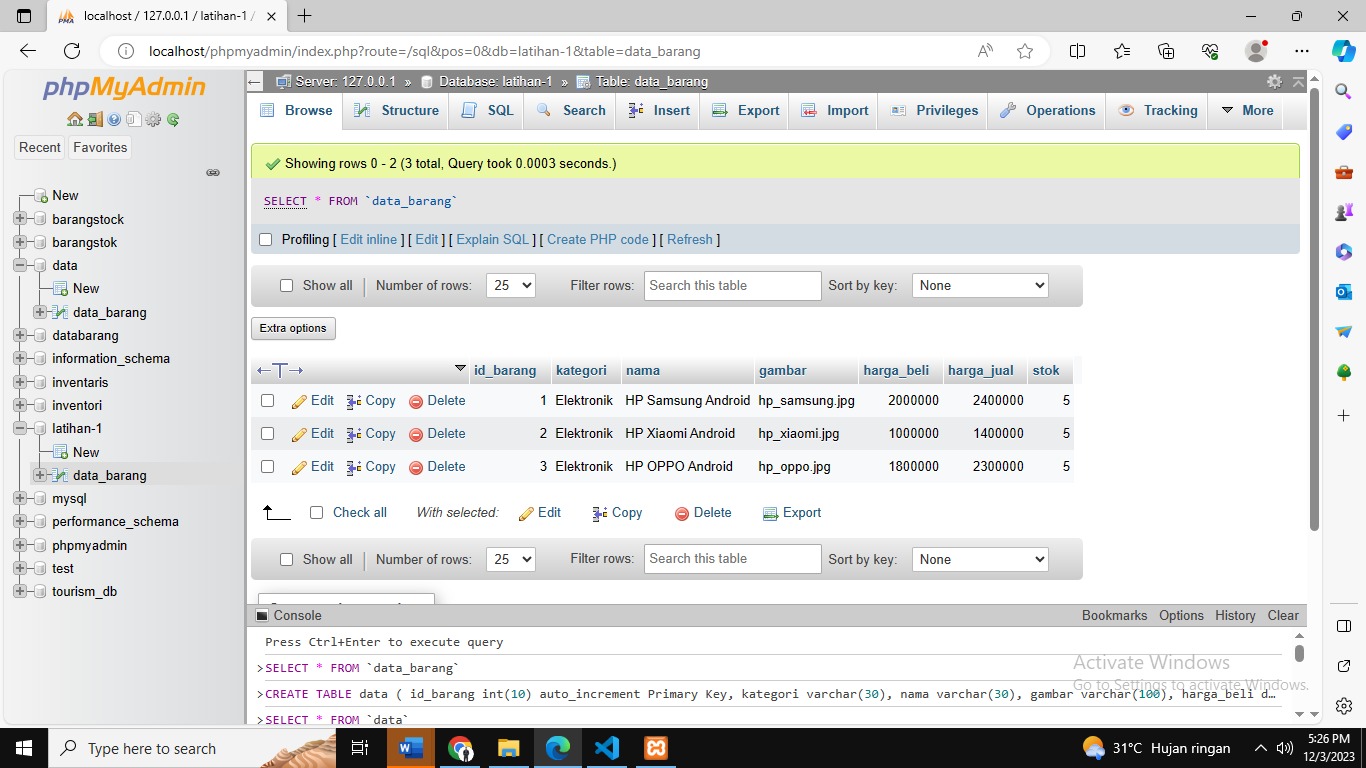 localhost / 127.0.0.1 / latihan-1 /
localhost/phpmyadmin/index.php?route=/sql&pos=0&db=latihan-1&table=data_barang
phpMyAdmin
Recent Favorites
New
barangstock
barangstok
data
New
data_barang
databarang
information_schema
inventaris
inventori
latihan-1
New
data_barang
mysql
performance_schema
phpmyadmin
test
tourism_db
Server: 127.0.0.1 » Database: latihan-1 » Table: data_barang
Browse Structure SQL Search Insert Export Import Privileges Operations Tracking More
Showing rows 0 - 2 (3 total, Query took 0.0003 seconds.)
SELECT * FROM `data_barang`
Profiling [ Edit inline ] [ Edit ] [ Explain SQL ] [ Create PHP code ] [ Refresh ]
Show all Number of rows: 25 Filter rows: Search this table Sort by key: None
Extra options
id_barang kategori nama gambar harga_beli harga_jual stok
Edit Copy Delete 1 Elektronik HP Samsung Android hp_samsung.jpg 2000000 2400000 5
Edit Copy Delete 2 Elektronik HP Xiaomi Android hp_xiaomi.jpg 1000000 1400000 5
Edit Copy Delete 3 Elektronik HP OPPO Android hp_oppo.jpg 1800000 2300000 5
Check all With selected: Edit Copy Delete Export
Show all Number of rows: 25 Filter rows: Search this table Sort by key: None
Console Bookmarks Options History Clear
Press Ctrl+Enter to execute query
>SELECT * FROM `data_barang`
>CREATE TABLE data ( id_barang int(10) auto_increment Primary Key, kategori varchar(30), nama varchar(30), gambar varchar(100), harga_beli d…
>SELECT * FROM `data`
Activate Windows
Go to Settings to activate Windows.
Type here to search
31°C Hujan ringan
5:26 PM
12/3/2023